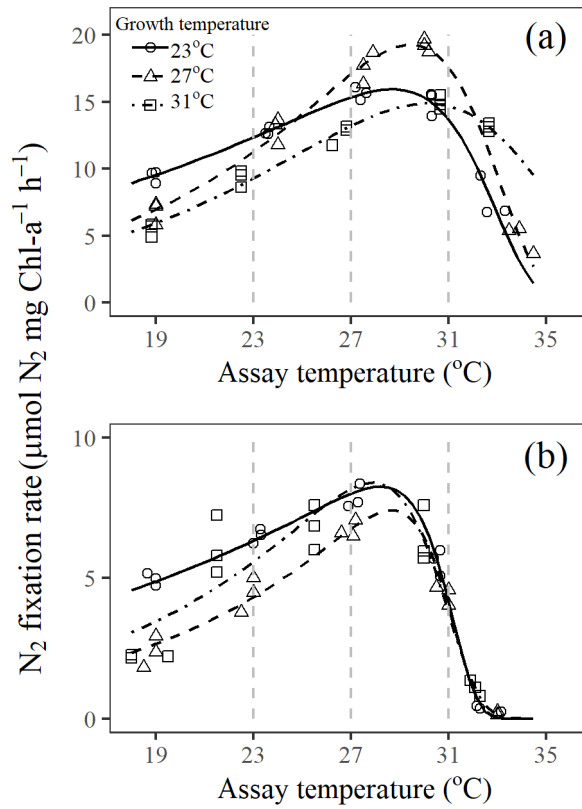 N₂ fixation rate (μmol N₂ mg Chl-a⁻¹ h⁻¹)
Growth temperature
23°C
27°C
31°C
(a)
20
15
10
5
0
19 23 27 31 35
Assay temperature (°C)
(b)
10
5
0
19 23 27 31 35
Assay temperature (°C)